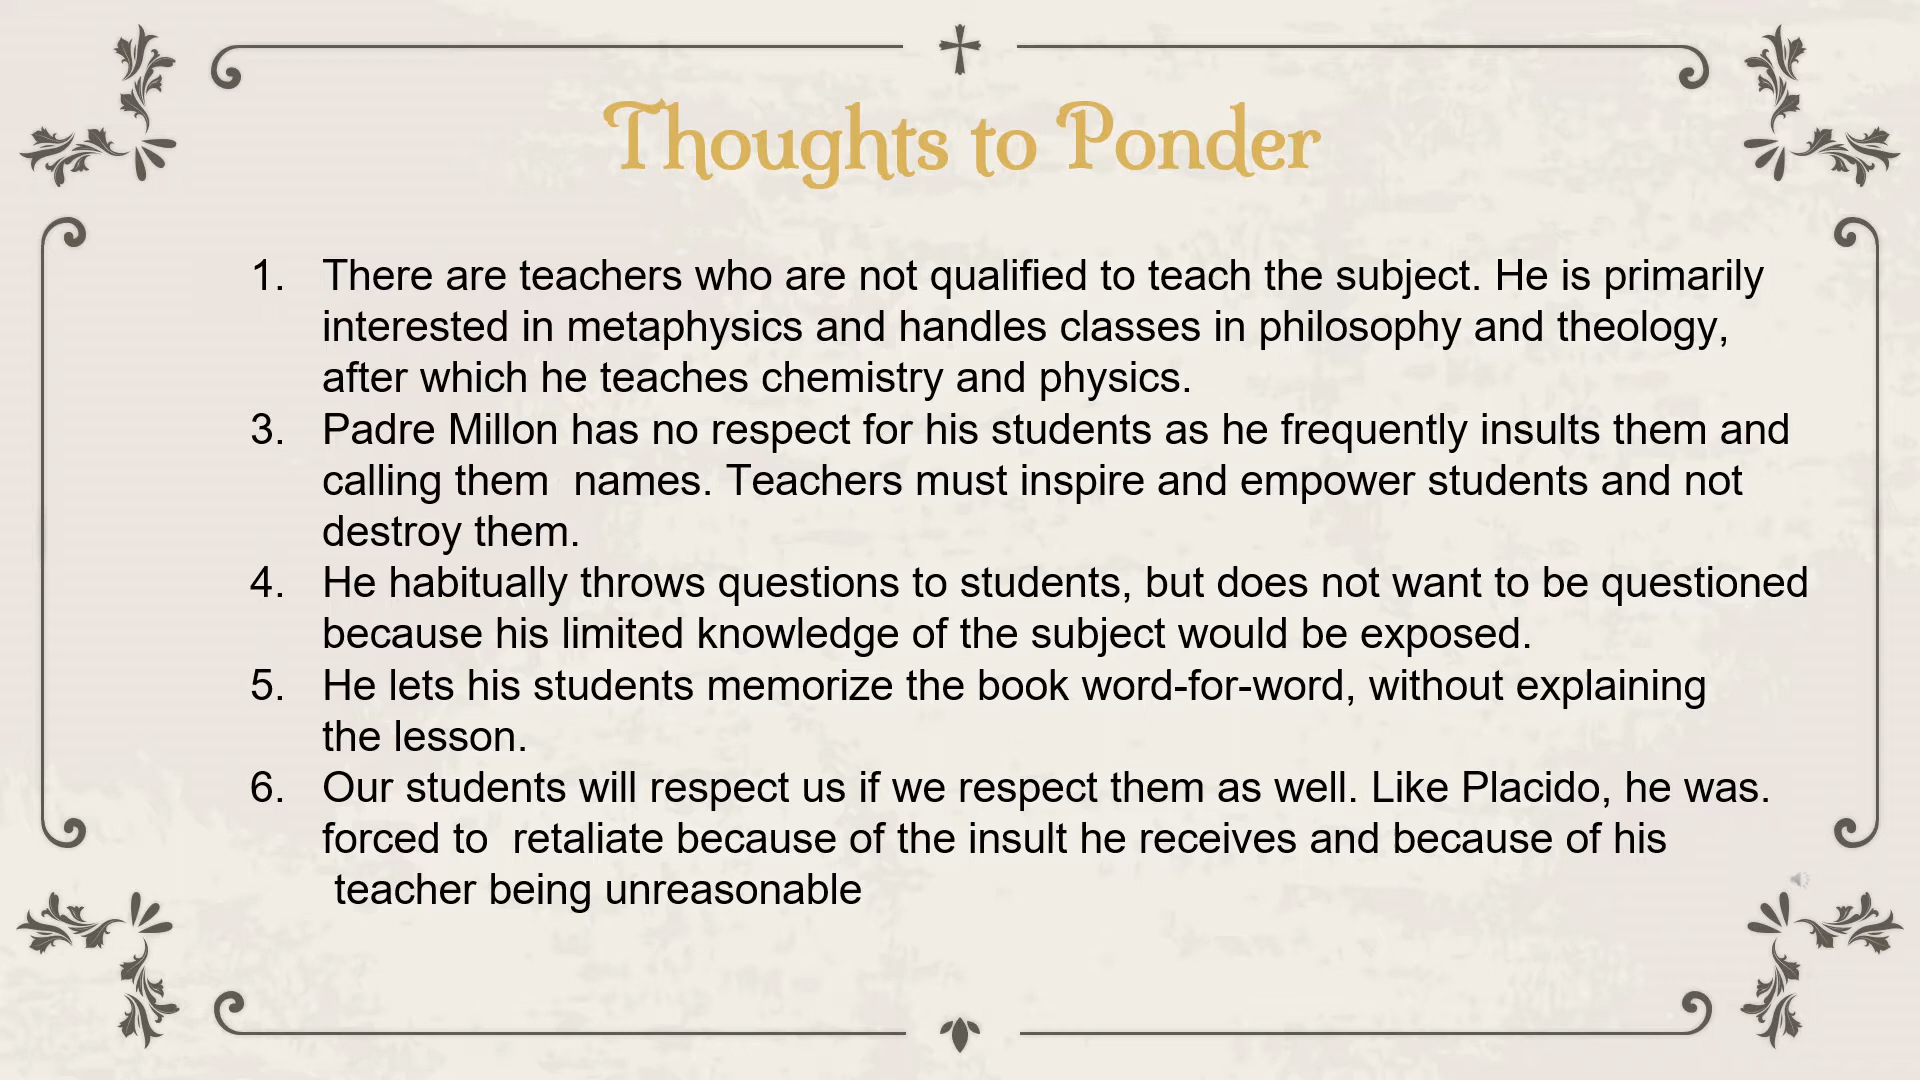 Thoughts to Ponder
1. There are teachers who are not qualified to teach the subject. He is primarily
interested in metaphysics and handles classes in philosophy and theology,
after which he teaches chemistry and physics.
3. Padre Millon has no respect for his students as he frequently insults them and
calling them  names. Teachers must inspire and empower students and not
destroy them.
4. He habitually throws questions to students, but does not want to be questioned
because his limited knowledge of the subject would be exposed.
5. He lets his students memorize the book word-for-word, without explaining
the lesson.
6. Our students will respect us if we respect them as well. Like Placido, he was.
forced to  retaliate because of the insult he receives and because of his
teacher being unreasonable